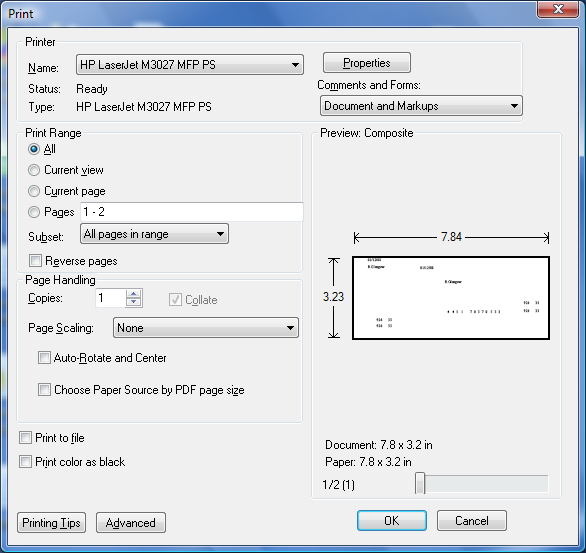 Print
Printer
Name: HP LaserJet M3027 MFP PS
Properties
Status: Ready
Comments and Forms:
Type: HP LaserJet M3027 MFP PS
Document and Markups
Print Range
All
Current view
Current page
Pages 1 - 2
Subset: All pages in range
Reverse pages
Page Handling
Copies: 1 Collate
Page Scaling: None
Auto-Rotate and Center
Choose Paper Source by PDF page size
Print to file
Print color as black
Printing Tips
Advanced
Preview: Composite
7.84
3.23
Document: 7.8 x 3.2 in
Paper: 7.8 x 3.2 in
1/2 (1)
OK
Cancel